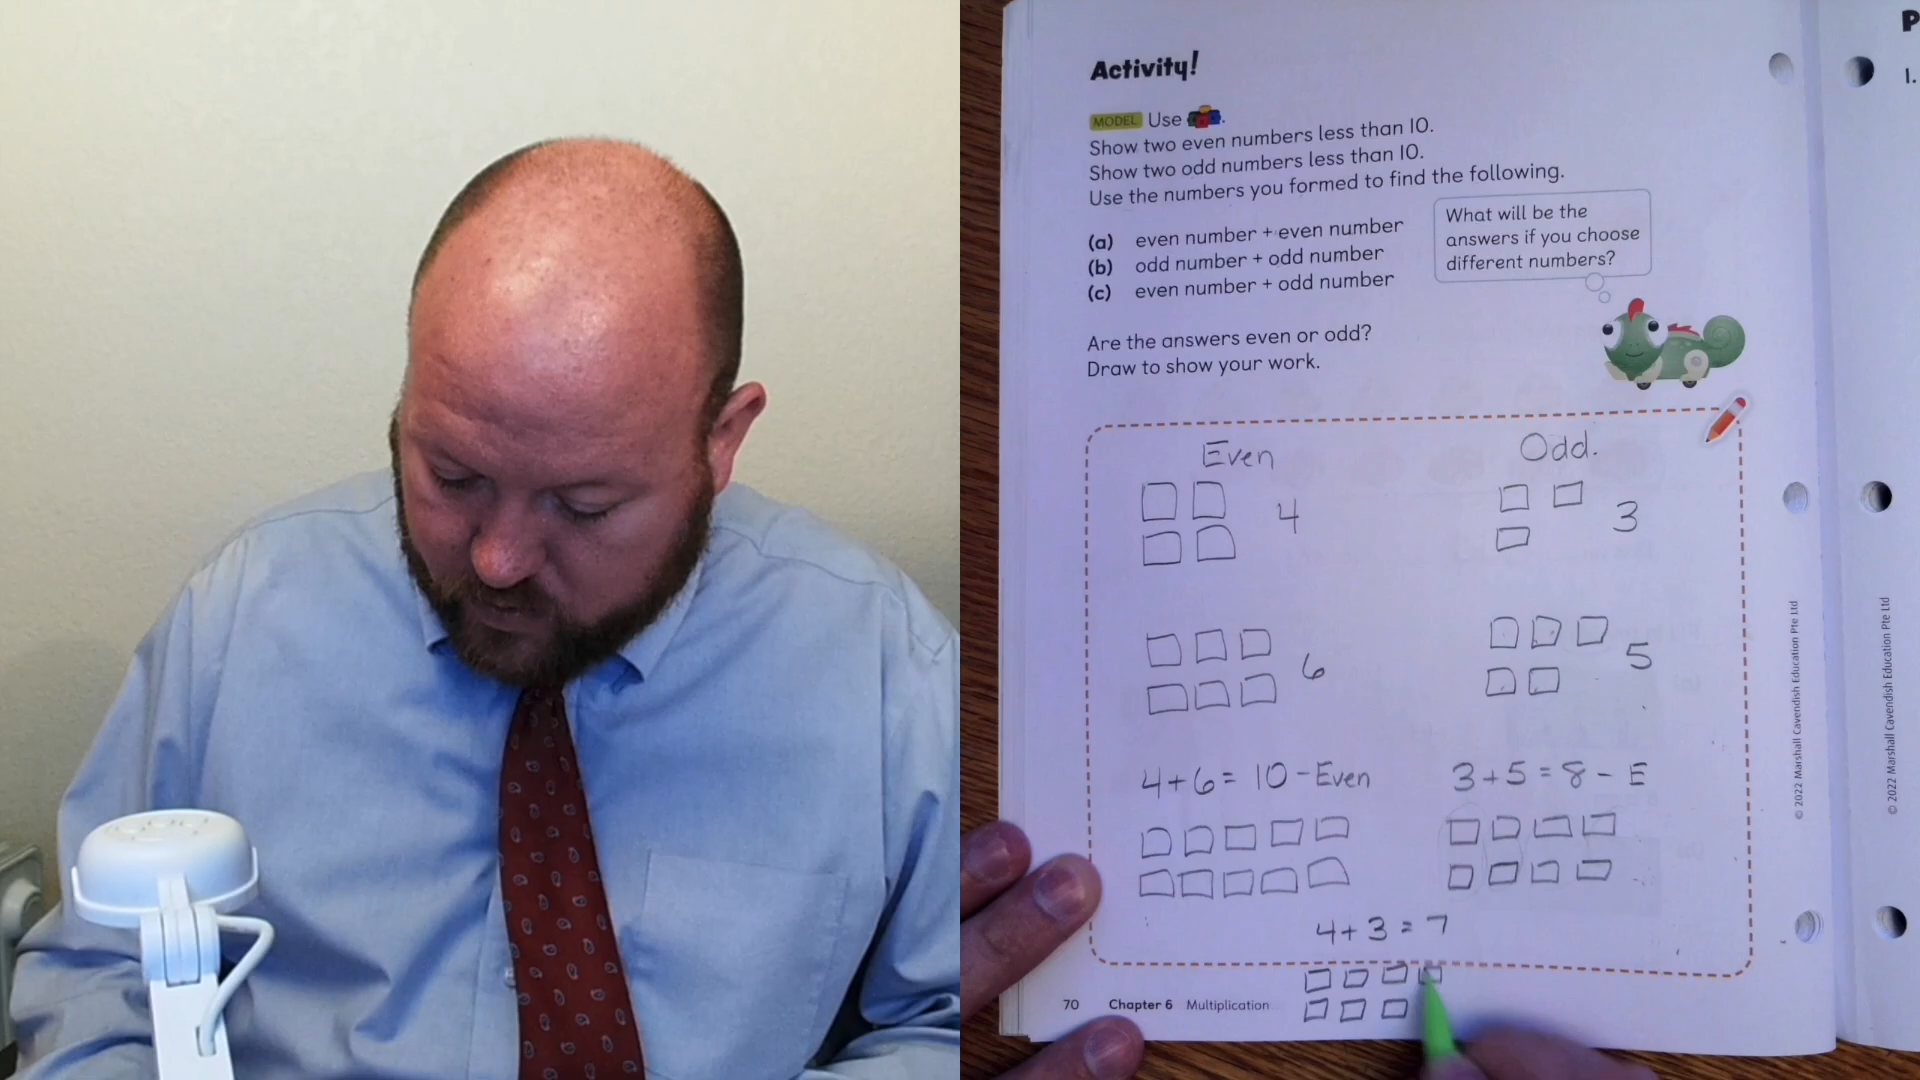 Activity!
MODEL Use
Show two even numbers less than 10.
Show two odd numbers less than 10.
Use the numbers you formed to find the following.
(a) even number + even number
(b) odd number + odd number
(c) even number + odd number
What will be the
answers if you choose
different numbers?
Are the answers even or odd?
Draw to show your work.
Even
Odd.
4
3
6
5
4+6= 10 - Even
3+5=8 - E
4+3=7
70 Chapter 6 Multiplication
© 2022 Marshall Cavendish Education Pte Ltd
© 2022 Marshall Cavendish Education Pte Ltd
P
1.